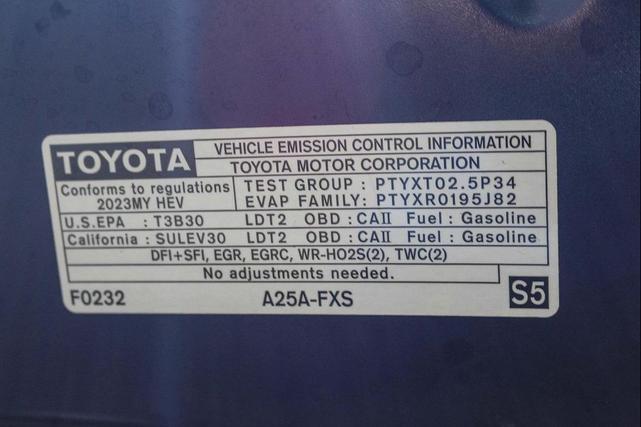 TOYOTA VEHICLE EMISSION CONTROL INFORMATION
TOYOTA MOTOR CORPORATION
Conforms to regulations
2023MY HEV
TEST GROUP : PTYXT02.5P34
EVAP FAMILY: PTYXR0195J82
U.S.EPA : T3B30 LDT2 OBD : CAII Fuel : Gasoline
California : SULEV30 LDT2 OBD : CAII Fuel : Gasoline
DFI+SFI, EGR, EGRC, WR-HO2S(2), TWC(2)
No adjustments needed.
F0232 A25A-FXS S5